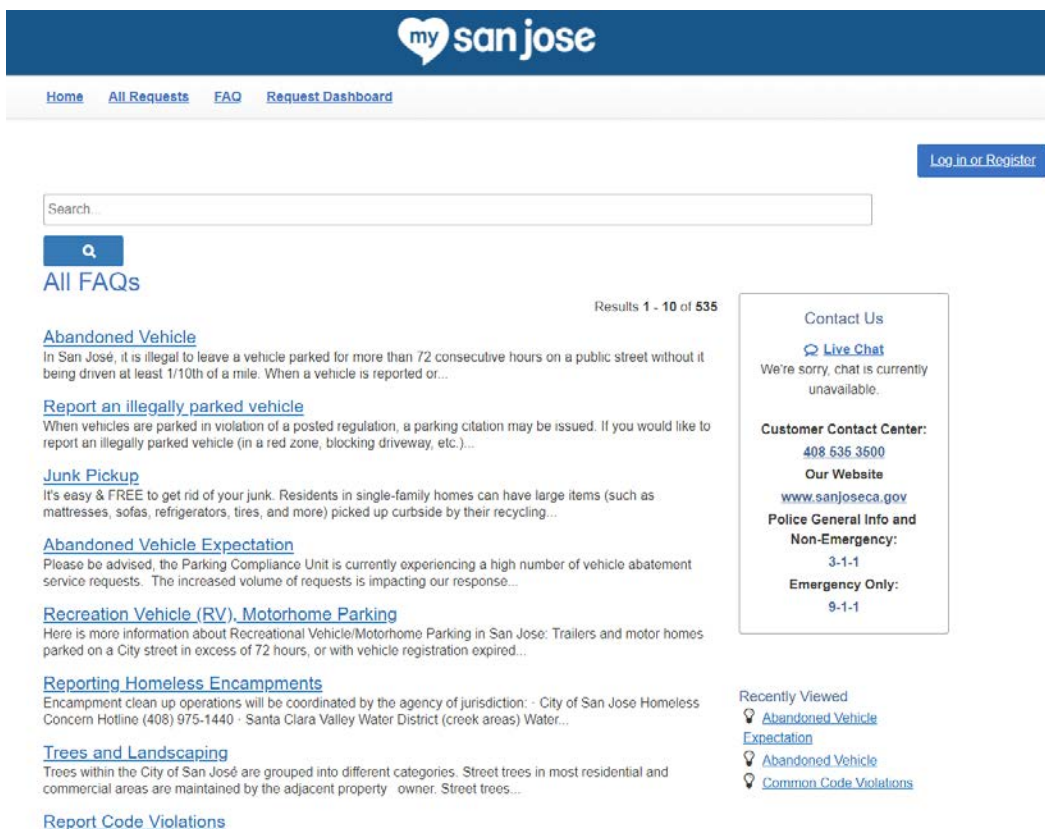 my san jose
Home All Requests FAQ Request Dashboard
Log in or Register
Search...
All FAQs
Results 1 - 10 of 535
Abandoned Vehicle
In San José, it is illegal to leave a vehicle parked for more than 72 consecutive hours on a public street without it
being driven at least 1/10th of a mile. When a vehicle is reported or...
Report an illegally parked vehicle
When vehicles are parked in violation of a posted regulation, a parking citation may be issued. If you would like to
report an illegally parked vehicle (in a red zone, blocking driveway, etc.)...
Junk Pickup
It's easy & FREE to get rid of your junk. Residents in single-family homes can have large items (such as
mattresses, sofas, refrigerators, tires, and more) picked up curbside by their recycling...
Abandoned Vehicle Expectation
Please be advised, the Parking Compliance Unit is currently experiencing a high number of vehicle abatement
service requests. The increased volume of requests is impacting our response...
Recreation Vehicle (RV), Motorhome Parking
Here is more information about Recreational Vehicle/Motorhome Parking in San Jose: Trailers and motor homes
parked on a City street in excess of 72 hours, or with vehicle registration expired...
Reporting Homeless Encampments
Encampment clean up operations will be coordinated by the agency of jurisdiction: · City of San Jose Homeless
Concern Hotline (408) 975-1440 · Santa Clara Valley Water District (creek areas) Water...
Trees and Landscaping
Trees within the City of San José are grouped into different categories. Street trees in most residential and
commercial areas are maintained by the adjacent property owner. Street trees...
Report Code Violations
Contact Us
Live Chat
We're sorry, chat is currently
unavailable.
Customer Contact Center:
408 535 3500
Our Website
www.sanjoseca.gov
Police General Info and
Non-Emergency:
3-1-1
Emergency Only:
9-1-1
Recently Viewed
Abandoned Vehicle
Expectation
Abandoned Vehicle
Common Code Violations